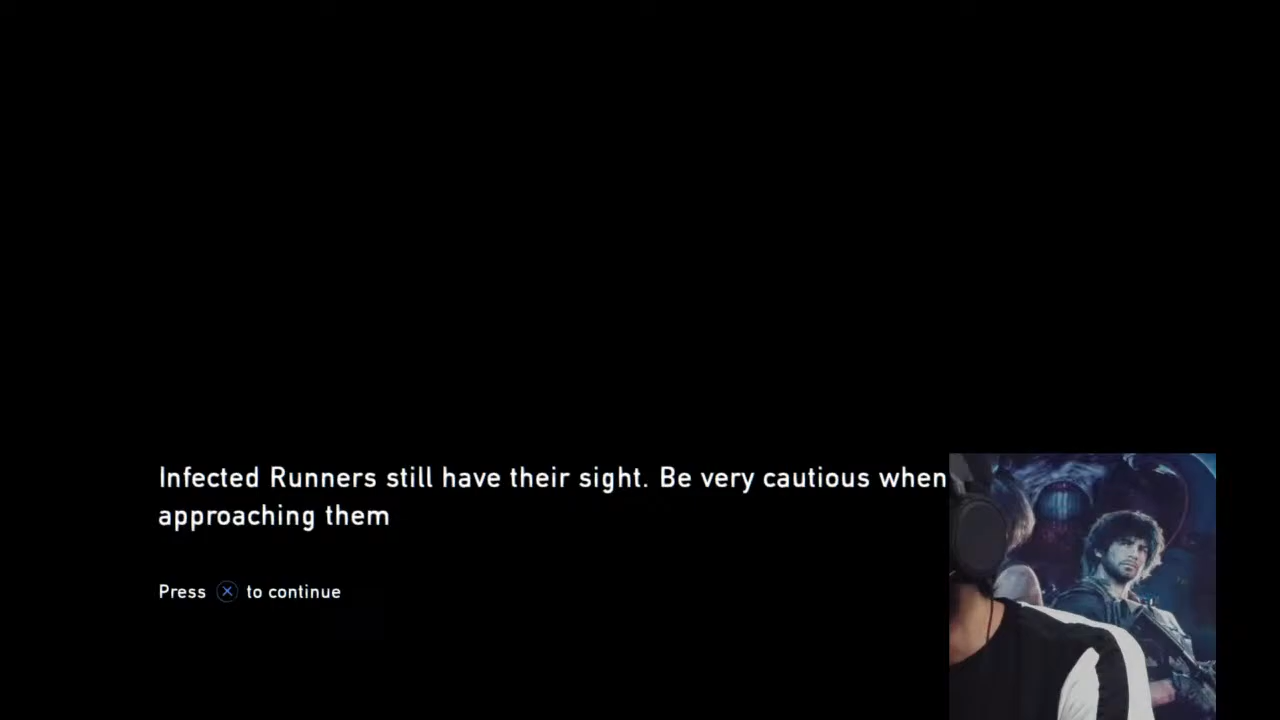 Infected Runners still have their sight. Be very cautious when
approaching them
Press ⓧ to continue